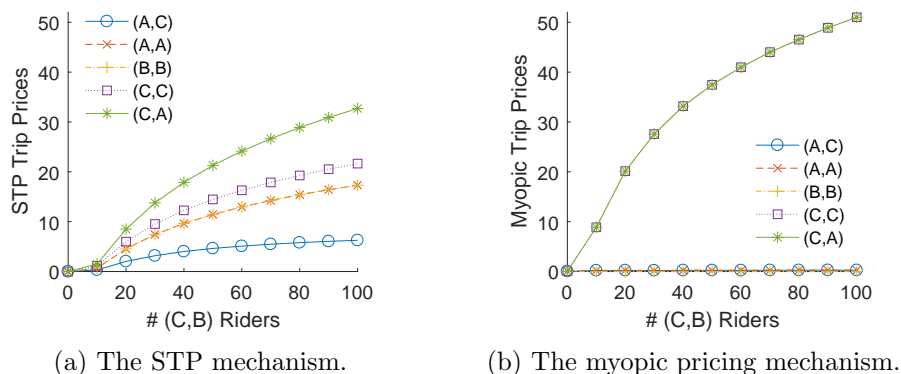 50
40
30
20
10
0
STP Trip Prices
(A,C)
(A,A)
(B,B)
(C,C)
(C,A)
0 20 40 60 80 100
# (C,B) Riders
(a) The STP mechanism.
50
40
30
20
10
0
Myopic Trip Prices
(A,C)
(A,A)
(B,B)
(C,C)
(C,A)
0 20 40 60 80 100
# (C,B) Riders
(b) The myopic pricing mechanism.